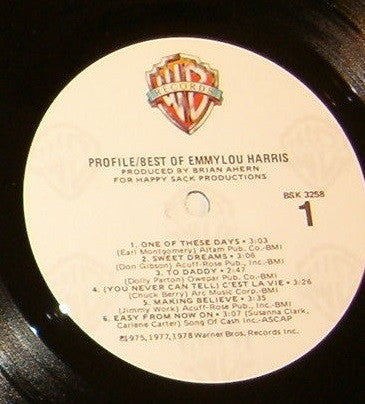 WB
RECORDS
PROFILE/BEST OF EMMYLOU HARRIS
PRODUCED BY BRIAN AHERN
FOR HAPPY SACK PRODUCTIONS
BSK 3258
1
1. ONE OF THESE DAYS • 3:03
(Earl Montgomery) Altam Pub. Co.-BMI
2. SWEET DREAMS • 3:06
(Don Gibson) Acuff-Rose Pub., Inc.-BMI
3. TO DADDY • 2:47
(Dolly Parton) Owepar Pub., Co.-BMI
4. (YOU NEVER CAN TELL) C'EST LA VIE • 3:26
(Chuck Berry) Arc Music Corp.-BMI
5. MAKING BELIEVE • 3:35
(Jimmy Work) Acuff-Rose Pub., Inc.-BMI
6. EASY FROM NOW ON • 3:07 (Susanna Clark,
Carlene Carter) Song Of Cash Inc.-ASCAP
℗1975, 1977, 1978 Warner Bros. Records Inc.